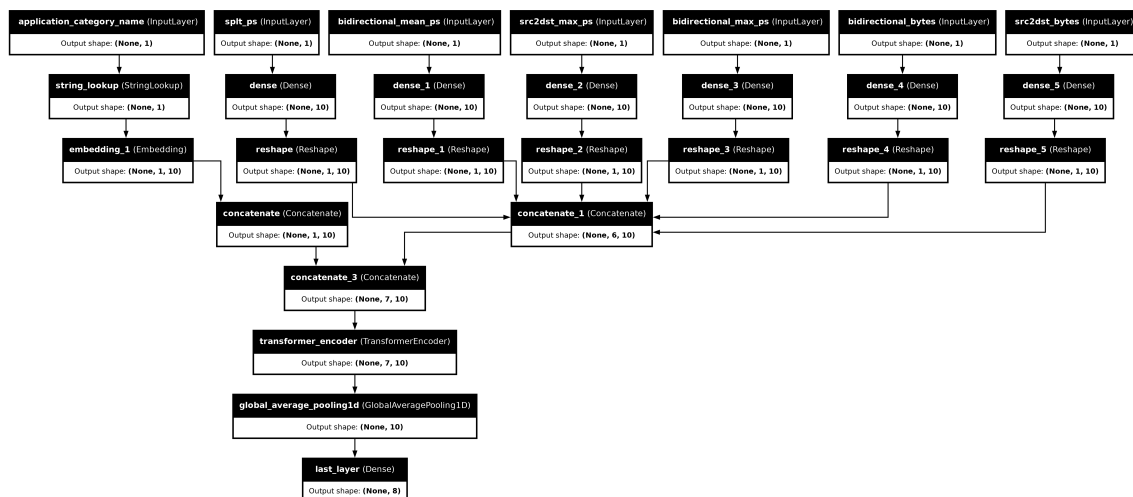 application_category_name (InputLayer)
Output shape: (None, 1)
splt_ps (InputLayer)
Output shape: (None, 1)
bidirectional_mean_ps (InputLayer)
Output shape: (None, 1)
src2dst_max_ps (InputLayer)
Output shape: (None, 1)
bidirectional_max_ps (InputLayer)
Output shape: (None, 1)
bidirectional_bytes (InputLayer)
Output shape: (None, 1)
src2dst_bytes (InputLayer)
Output shape: (None, 1)
string_lookup (StringLookup)
Output shape: (None, 1)
dense (Dense)
Output shape: (None, 10)
dense_1 (Dense)
Output shape: (None, 10)
dense_2 (Dense)
Output shape: (None, 10)
dense_3 (Dense)
Output shape: (None, 10)
dense_4 (Dense)
Output shape: (None, 10)
dense_5 (Dense)
Output shape: (None, 10)
embedding_1 (Embedding)
Output shape: (None, 1, 10)
reshape (Reshape)
Output shape: (None, 1, 10)
reshape_1 (Reshape)
Output shape: (None, 1, 10)
reshape_2 (Reshape)
Output shape: (None, 1, 10)
reshape_3 (Reshape)
Output shape: (None, 1, 10)
reshape_4 (Reshape)
Output shape: (None, 1, 10)
reshape_5 (Reshape)
Output shape: (None, 1, 10)
concatenate (Concatenate)
Output shape: (None, 1, 10)
concatenate_1 (Concatenate)
Output shape: (None, 6, 10)
concatenate_3 (Concatenate)
Output shape: (None, 7, 10)
transformer_encoder (TransformerEncoder)
Output shape: (None, 7, 10)
global_average_pooling1d (GlobalAveragePooling1D)
Output shape: (None, 10)
last_layer (Dense)
Output shape: (None, 8)